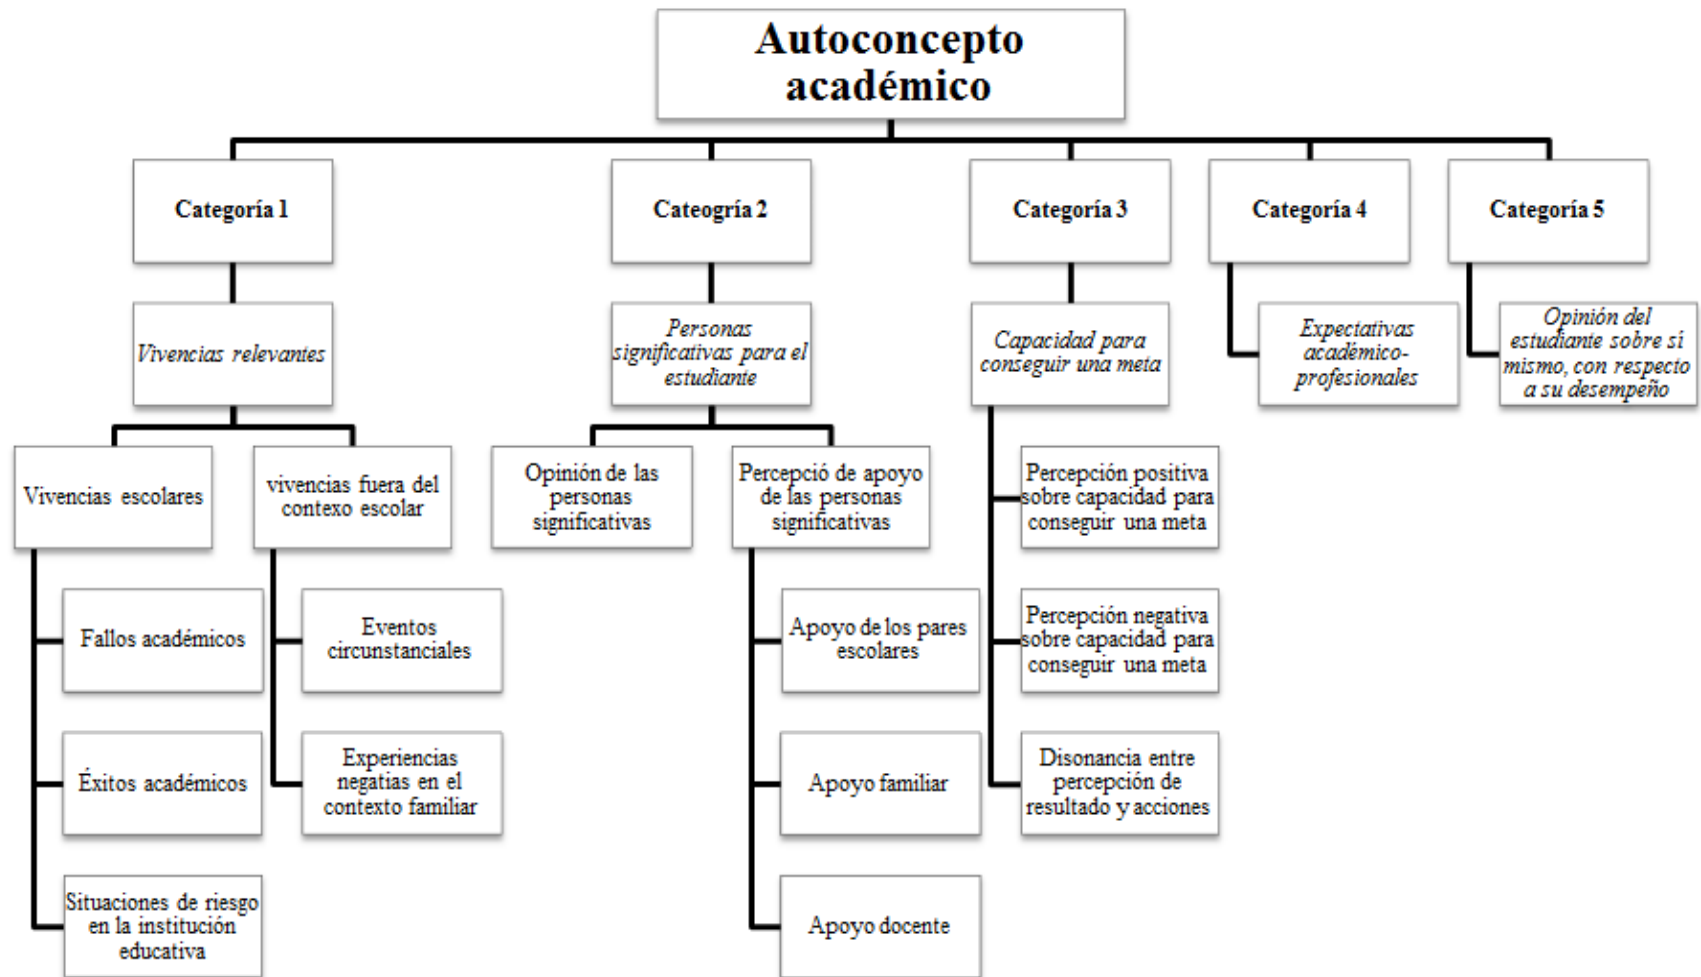 Autoconcepto
académico
Categoría 1
Cateogría 2
Categoría 3
Categoría 4
Categoría 5
Vivencias relevantes
Personas
significativas para el
estudiante
Capacidad para
conseguir una meta
Expectativas
académico-
profesionales
Opinión del
estudiante sobre sí
mismo, con respecto
a su desempeño
Vivencias escolares
vivencias fuera del
contexo escolar
Opinión de las
personas
significativas
Percepció de apoyo
de las personas
significativas
Percepción positiva
sobre capacidad para
conseguir una meta
Fallos académicos
Eventos
circunstanciales
Apoyo de los pares
escolares
Percepción negativa
sobre capacidad para
conseguir una meta
Éxitos académicos
Experiencias
negatias en el
contexto familiar
Apoyo familiar
Disonancia entre
percepción de
resultado y acciones
Situaciones de riesgo
en la institución
educativa
Apoyo docente